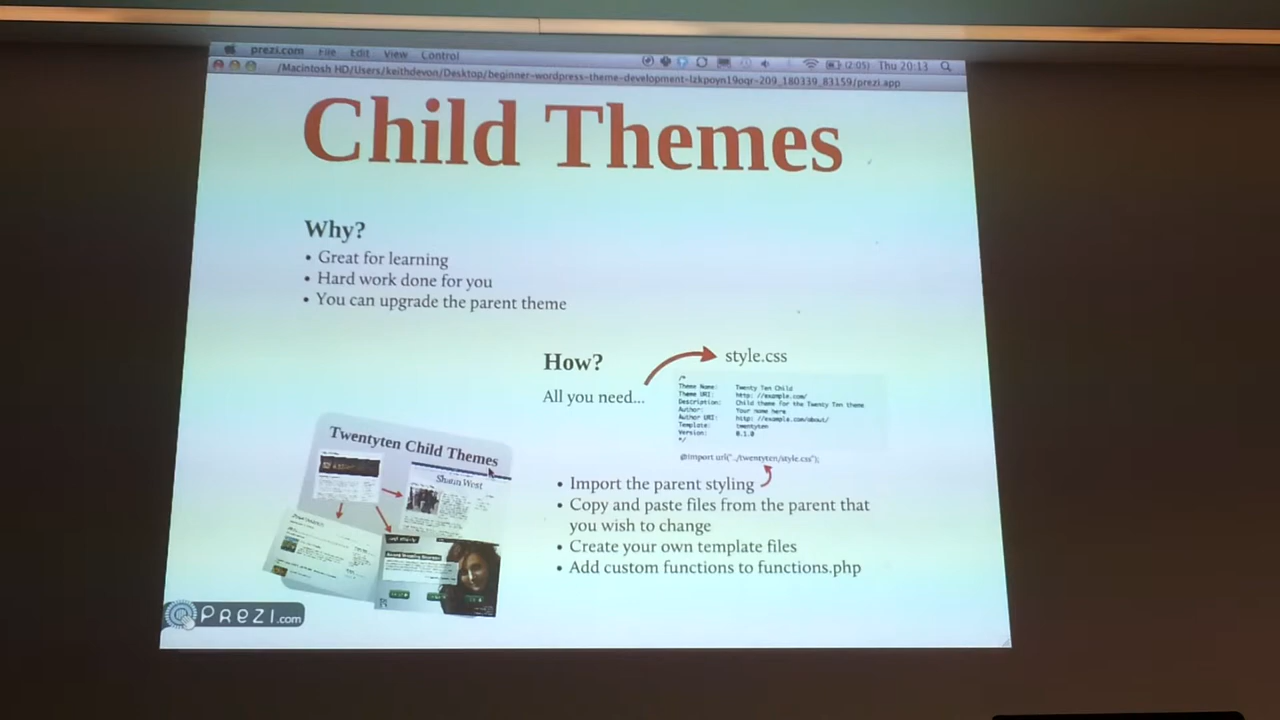 prezi.com File Edit View Control
(2:05) Thu 20:13
/Macintosh HD/Users/keithdevon/Desktop/beginner-wordpress-theme-development-lzkpoyn19oqr-209_180339_83159/prezi.app
Child Themes
Why?
• Great for learning
• Hard work done for you
• You can upgrade the parent theme
How?
All you need...
style.css
/*
Theme Name: Twenty Ten Child
Theme URI: http: //example.com/
Description: Child theme for the Twenty Ten theme
Author: Your name here
Author URI: http: //example.com/about/
Template: twentyten
Version: 0.1.0
*/
@import url("../twentyten/style.css");
• Import the parent styling
• Copy and paste files from the parent that
you wish to change
• Create your own template files
• Add custom functions to functions.php
Twentyten Child Themes
Shaun West
PREZI.com